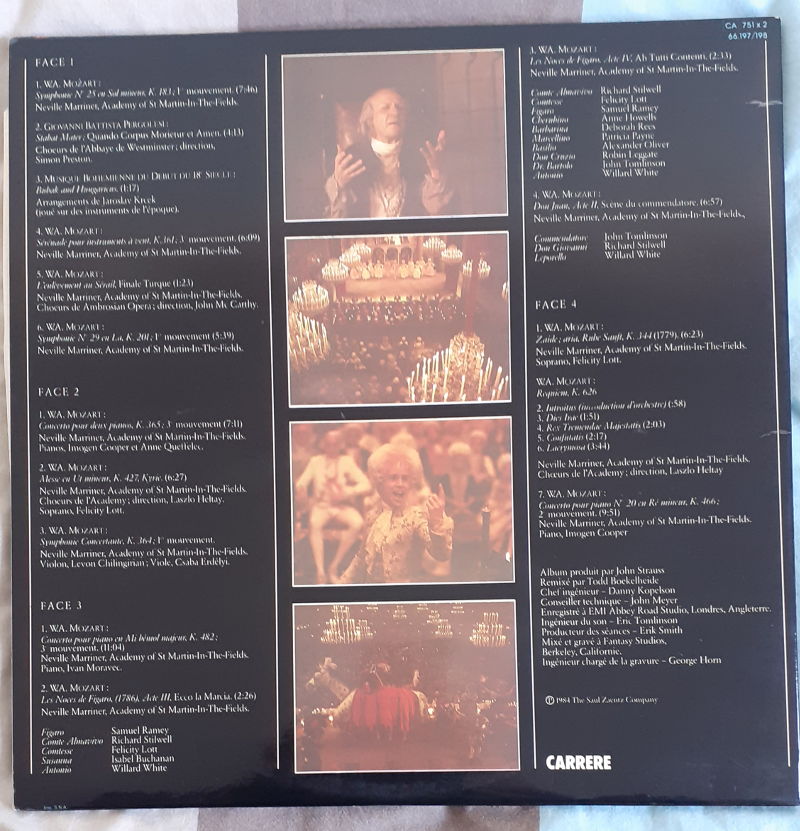 CA 751 x 2
66.197/198
FACE 1
1. W.A. MOZART :
Symphonie N° 25 en Sol mineur, K. 183, 1er mouvement. (7:46)
Neville Marriner, Academy of St Martin-In-The-Fields.
2. GIOVANNI BATTISTA PERGOLESI :
Stabat Mater ; Quando Corpus Morietur et Amen. (4:13)
Choeurs de l'Abbaye de Westminster ; direction,
Simon Preston.
3. MUSIQUE BOHEMIENNE DU DEBUT DU 18e SIECLE :
Bubak and Hungaricus. (1:17)
Arrangements de Jaroslav Krcek
(joué sur des instruments de l'époque).
4. W.A. MOZART :
Sérénade pour instruments à vent, K.361 ; 3e mouvement. (6:09)
Neville Marriner, Academy of St Martin-In-The-Fields.
5. W.A. MOZART :
L'enlèvement au Sérail, Finale Turque (1:23)
Neville Marriner, Academy of St Martin-In-The-Fields.
Choeurs de Ambrosian Opera ; direction, John Mc Carthy.
6. W.A. MOZART :
Symphonie N° 29 en La, K. 201 ; 1er mouvement (5:39)
Neville Marriner, Academy of St Martin-In-The-Fields.
FACE 2
1. W.A. MOZART :
Concerto pour deux pianos, K. 365 ; 3e mouvement (7:11)
Neville Marriner, Academy of St Martin-In-The-Fields.
Pianos, Imogen Cooper et Anne Queffelec.
2. W.A. MOZART :
Messe en Ut mineur, K. 427, Kyrie. (6:27)
Neville Marriner, Academy of St Martin-In-The-Fields.
Choeurs de l'Academy ; direction, Laszlo Heltay.
Soprano, Felicity Lott.
3. W.A. MOZART :
Symphonie Concertante, K. 364 ; 1er mouvement.
Neville Marriner, Academy of St Martin-In-The-Fields.
Violon, Levon Chilingirian ; Viole, Csaba Erdélyi.
FACE 3
1. W.A. MOZART :
Concerto pour piano en Mi bémol majeur, K. 482 ;
3e mouvement. (11:04)
Neville Marriner, Academy of St Martin-In-The-Fields.
Piano, Ivan Moravec.
2. W.A. MOZART :
Les Noces de Figaro, (1786), Acte III, Ecco la Marcia. (2:26)
Neville Marriner, Academy of St Martin-In-The-Fields.
Figaro Samuel Ramey
Comte Almavivo Richard Stilwell
Comtesse Felicity Lott
Susanna Isabel Buchanan
Antonio Willard White
3. W.A. MOZART :
Les Noces de Figaro, Acte IV, Ah Tutti Contenti. (2:33)
Neville Marriner, Academy of St Martin-In-The-Fields.
Comte Almavivo Richard Stilwell
Comtesse Felicity Lott
Figaro Samuel Ramey
Cherubino Anne Howells
Barbarina Deborah Rees
Marcellino Patricia Payne
Basilio Alexander Oliver
Don Curzio Robin Leggate
Dr. Bartolo John Tomlinson
Antonio Willard White
4. W.A. MOZART :
Don Juan, Acte II, Scène du commendatore. (6:57)
Neville Marriner, Academy of St Martin-In-The-Fields.
Commendatore John Tomlinson
Don Giovanni Richard Stilwell
Leporello Willard White
FACE 4
1. W.A. MOZART :
Zaïde ; aria, Ruhe Sanft, K. 344 (1779). (6:23)
Neville Marriner, Academy of St Martin-In-The-Fields.
Soprano, Felicity Lott.
W.A. MOZART :
Requiem, K. 626
2. Introitus (introduction d'orchestre) (:58)
3. Dies Irae (1:51)
4. Rex Tremendae Majestatis (2:03)
5. Confutatis (2:17)
6. Lacrymosa (3:44)
Neville Marriner, Academy of St Martin-In-The-Fields.
Chœurs de l'Academy ; direction, Laszlo Heltay
7. W.A. MOZART :
Concerto pour piano N° 20 en Ré mineur, K. 466 ;
2e mouvement. (9:51)
Neville Marriner, Academy of St Martin-In-The-Fields.
Piano, Imogen Cooper
Album produit par John Strauss
Remixé par Todd Boekelheide
Chef ingénieur – Danny Kopelson
Conseiller technique – John Meyer
Enregistré à EMI Abbey Road Studio, Londres, Angleterre.
Ingénieur du son – Eric Tomlinson
Producteur des séances – Erik Smith
Mixé et gravé à Fantasy Studios,
Berkeley, Californie.
Ingénieur chargé de la gravure – George Horn
℗ 1984 The Saul Zaentz Company
CARRERE